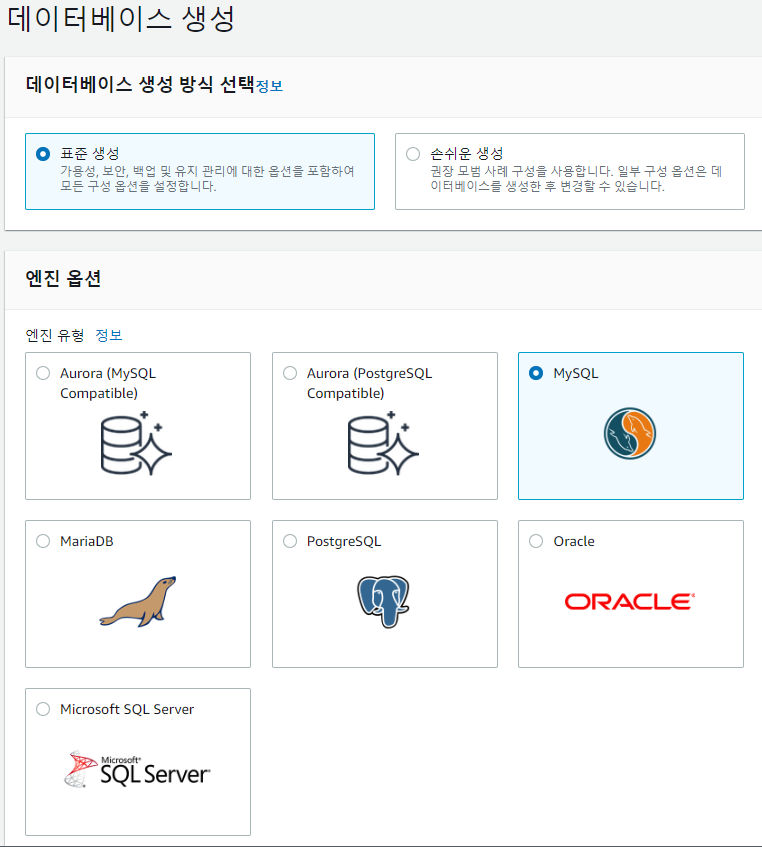 데이터베이스 생성
데이터베이스 생성 방식 선택정보
표준 생성
가용성, 보안, 백업 및 유지 관리에 대한 옵션을 포함하여
모든 구성 옵션을 설정합니다.
손쉬운 생성
권장 모범 사례 구성을 사용합니다. 일부 구성 옵션은 데
이터베이스를 생성한 후 변경할 수 있습니다.
엔진 옵션
엔진 유형 정보
Aurora (MySQL
Compatible)
Aurora (PostgreSQL
Compatible)
MySQL
MariaDB
PostgreSQL
Oracle
ORACLE®
Microsoft SQL Server
Microsoft®
SQL Server®